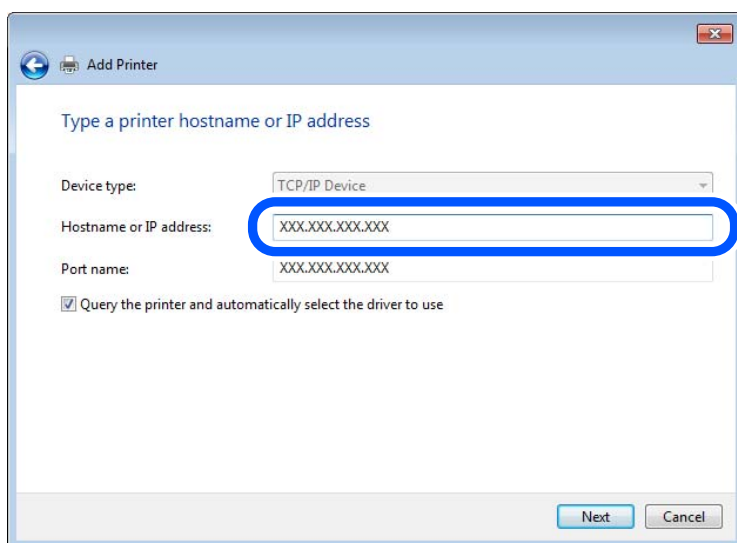 Add Printer
Type a printer hostname or IP address
Device type: TCP/IP Device
Hostname or IP address: XXX.XXX.XXX.XXX
Port name: XXX.XXX.XXX.XXX
Query the printer and automatically select the driver to use
Next Cancel